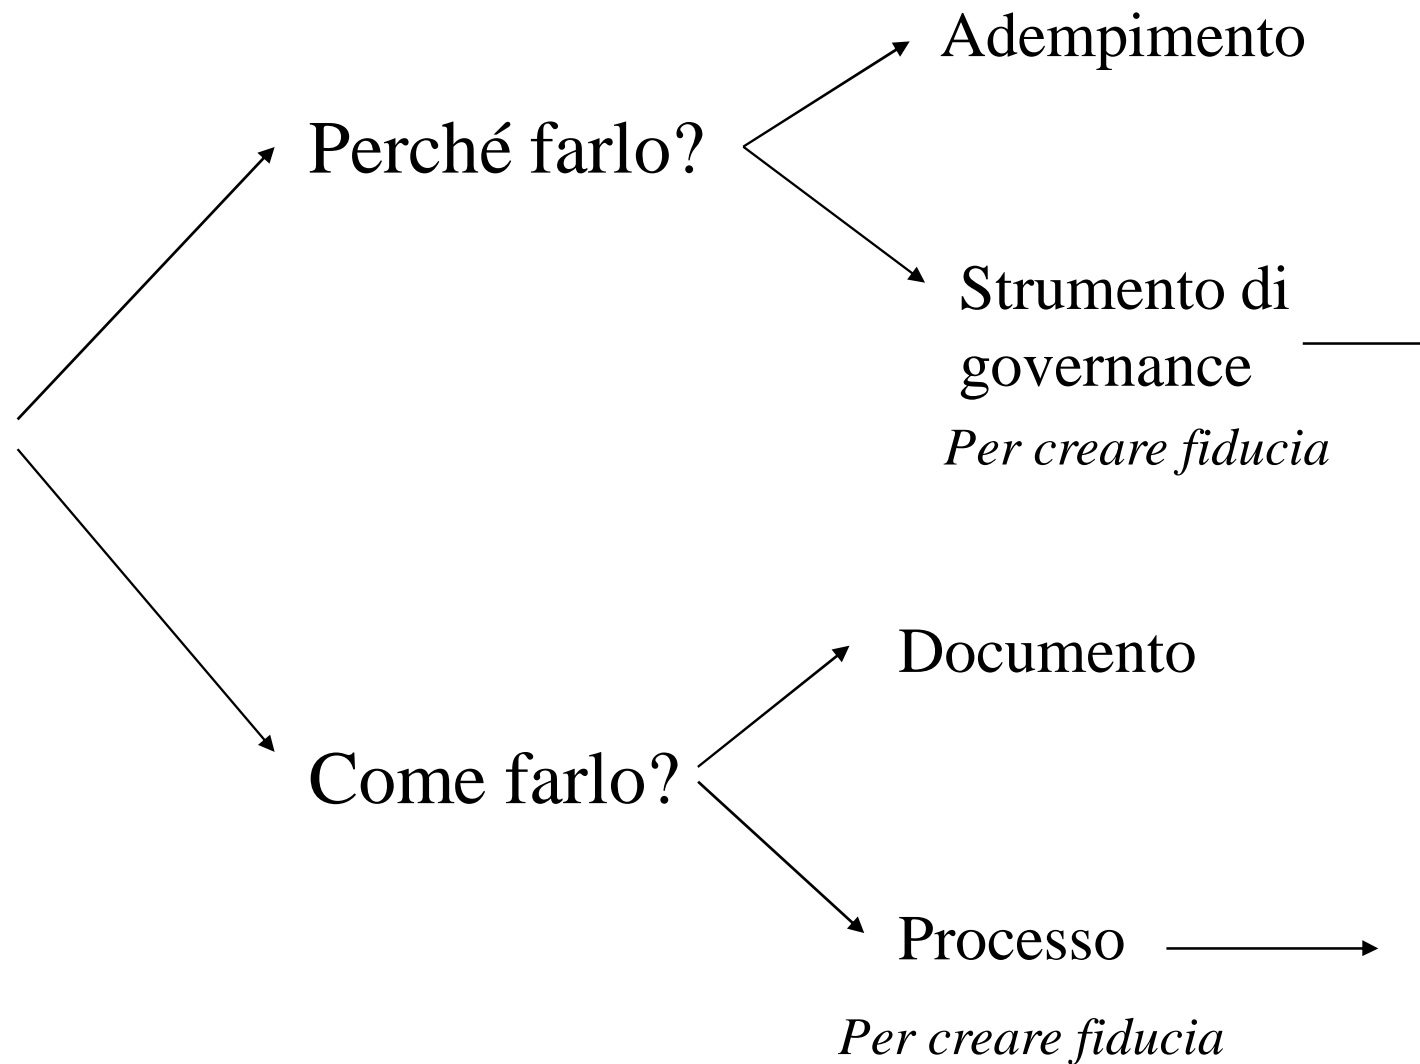 Adempimento
Perché farlo?
Strumento di
governance
Per creare fiducia
Documento
Come farlo?
Processo
Per creare fiducia